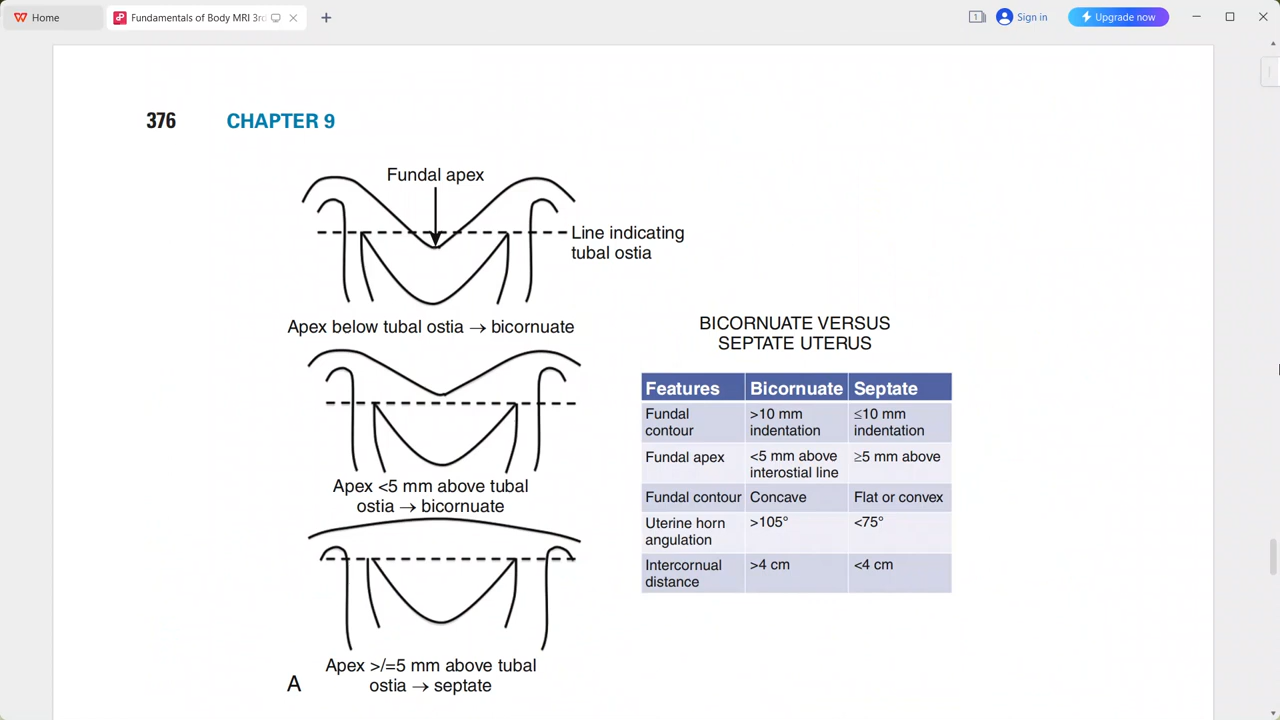 Home
Fundamentals of Body MRI 3rd
1
Sign in
Upgrade now
376 CHAPTER 9
Fundal apex
Line indicating
tubal ostia
Apex below tubal ostia → bicornuate
Apex <5 mm above tubal
ostia → bicornuate
Apex >/=5 mm above tubal
ostia → septate
A
BICORNUATE VERSUS
SEPTATE UTERUS
Features Bicornuate Septate
Fundal contour >10 mm indentation ≤10 mm indentation
Fundal apex <5 mm above interostial line ≥5 mm above
Fundal contour Concave Flat or convex
Uterine horn angulation >105° <75°
Intercornual distance >4 cm <4 cm